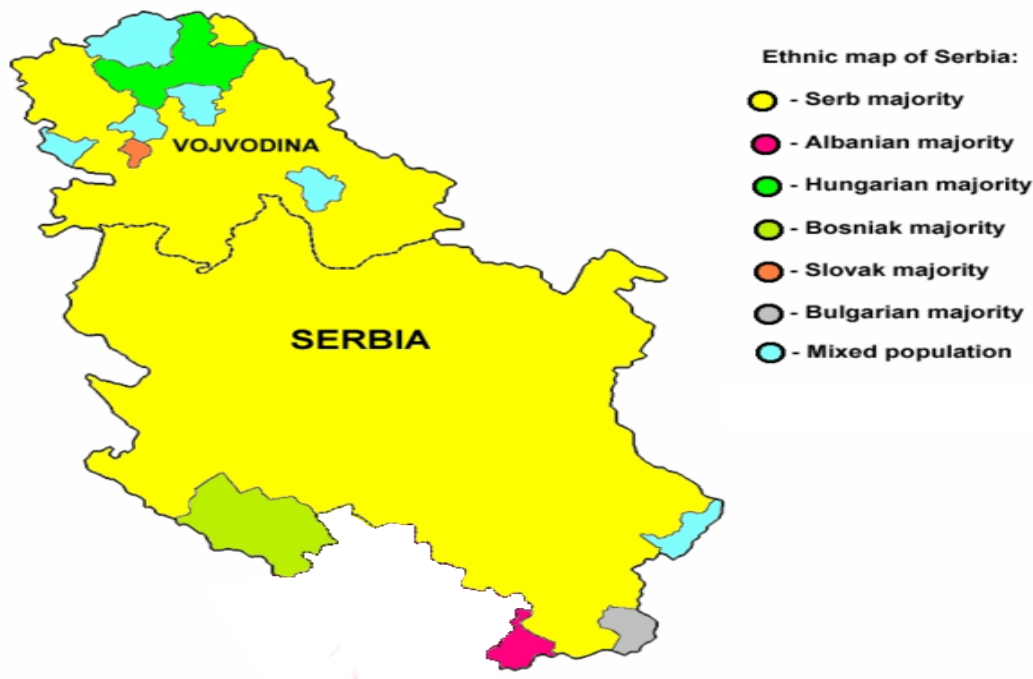 Ethnic map of Serbia:
- Serb majority
- Albanian majority
- Hungarian majority
- Bosniak majority
- Slovak majority
- Bulgarian majority
- Mixed population
VOJVODINA
SERBIA